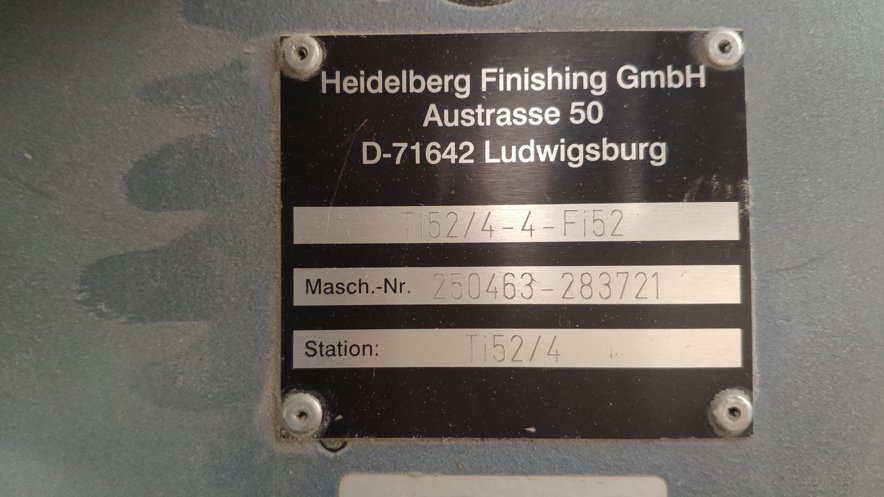 Heidelberg Finishing GmbH
Austrasse 50
D-71642 Ludwigsburg
Ti52/4-4-Fi52
Masch.-Nr. 250463-283721
Station: Ti52/4